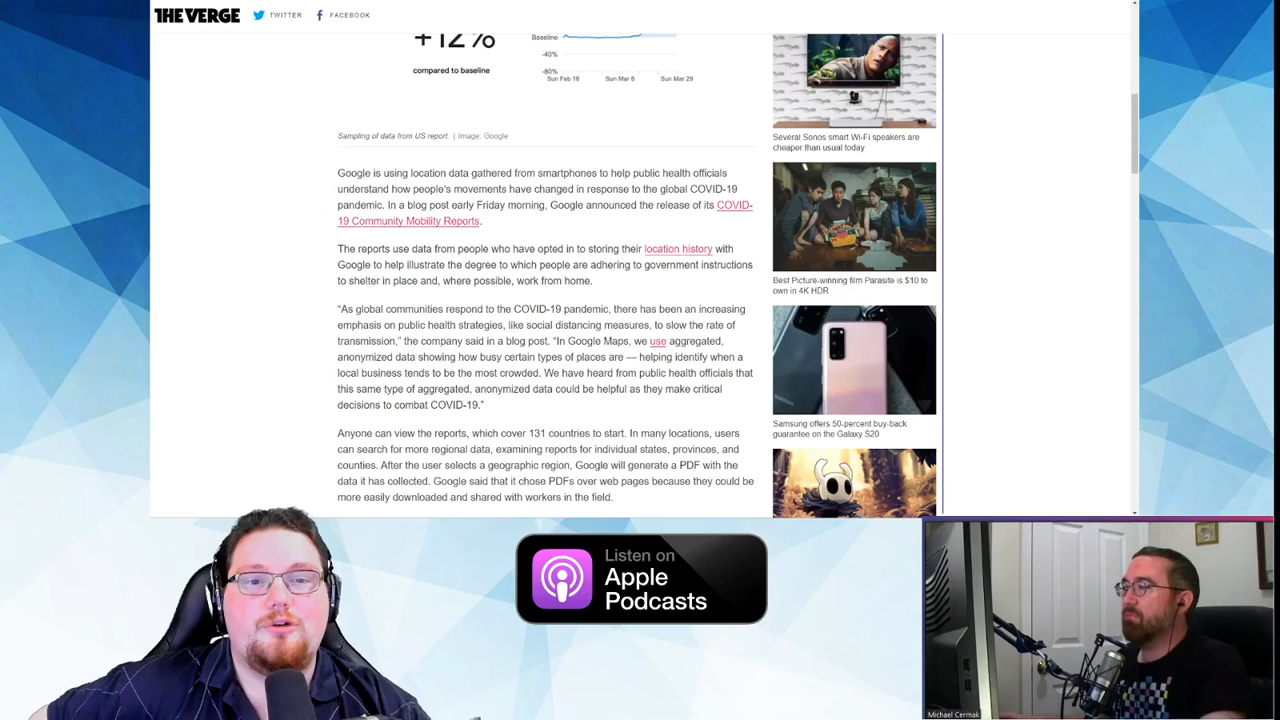 THE VERGE
TWITTER
FACEBOOK
+12%
compared to baseline
Baseline
-40%
-80%
Sun Feb 16
Sun Mar 8
Sun Mar 29
Sampling of data from US report. | Image: Google
Google is using location data gathered from smartphones to help public health officials
understand how people's movements have changed in response to the global COVID-19
pandemic. In a blog post early Friday morning, Google announced the release of its COVID-
19 Community Mobility Reports.
The reports use data from people who have opted in to storing their location history with
Google to help illustrate the degree to which people are adhering to government instructions
to shelter in place and, where possible, work from home.
“As global communities respond to the COVID-19 pandemic, there has been an increasing
emphasis on public health strategies, like social distancing measures, to slow the rate of
transmission,” the company said in a blog post. “In Google Maps, we use aggregated,
anonymized data showing how busy certain types of places are — helping identify when a
local business tends to be the most crowded. We have heard from public health officials that
this same type of aggregated, anonymized data could be helpful as they make critical
decisions to combat COVID-19.”
Anyone can view the reports, which cover 131 countries to start. In many locations, users
can search for more regional data, examining reports for individual states, provinces, and
counties. After the user selects a geographic region, Google will generate a PDF with the
data it has collected. Google said that it chose PDFs over web pages because they could be
more easily downloaded and shared with workers in the field.
Several Sonos smart Wi-Fi speakers are
cheaper than usual today
Best Picture-winning film Parasite is $10 to
own in 4K HDR
Samsung offers 50-percent buy-back
guarantee on the Galaxy S20
Listen on
Apple
Podcasts
Michael Cermak